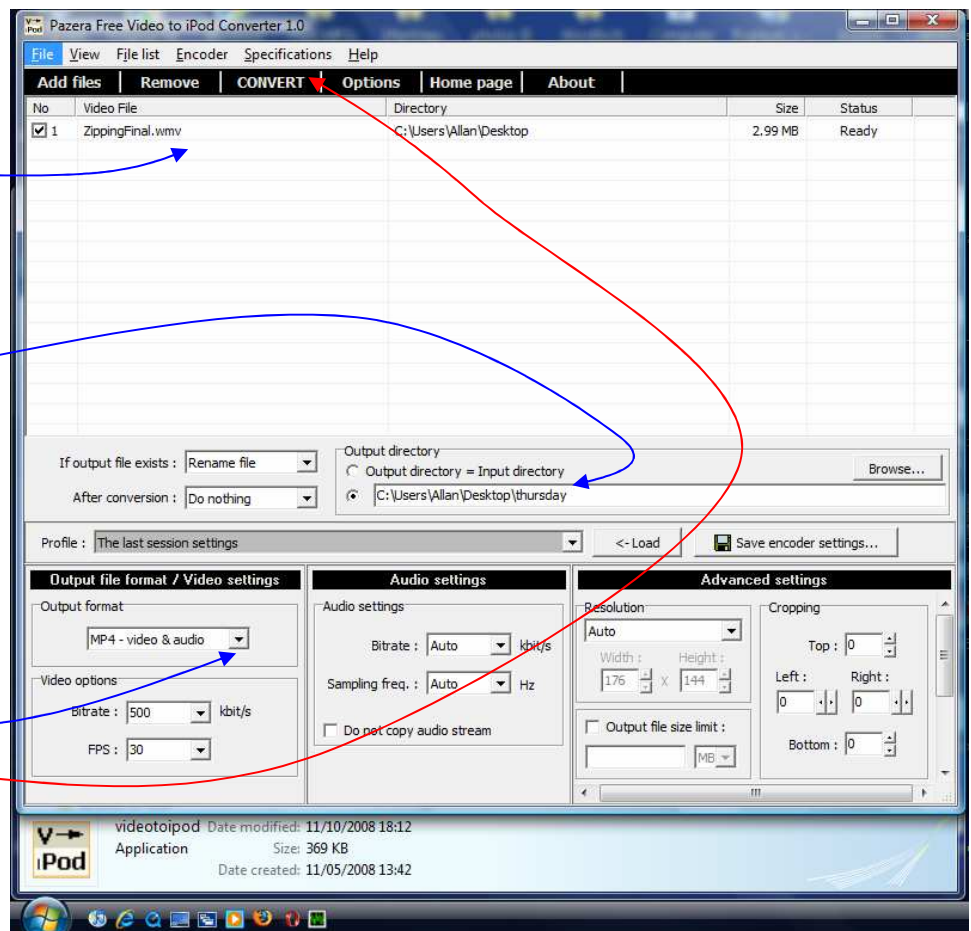 Pazera Free Video to iPod Converter 1.0
File View File list Encoder Specifications Help
Add files Remove CONVERT Options Home page About
No Video File Directory Size Status
1 ZippingFinal.wmv C:\Users\Allan\Desktop 2.99 MB Ready
If output file exists : Rename file
After conversion : Do nothing
Output directory
Output directory = Input directory
Browse...
C:\Users\Allan\Desktop\thursday
Profile : The last session settings <- Load Save encoder settings...
Output file format / Video settings
Output format
MP4 - video & audio
Video options
Bitrate : 500 kbit/s
FPS : 30
Audio settings
Audio settings
Bitrate : Auto kbit/s
Sampling freq. : Auto Hz
Do not copy audio stream
Advanced settings
Resolution
Auto
Width : Height :
176 x 144
Output file size limit :
MB
Cropping
Top : 0
Left : Right :
0 0
Bottom : 0
videotoipod Date modified: 11/10/2008 18:12
Application Size: 369 KB
Date created: 11/05/2008 13:42
V
iPod